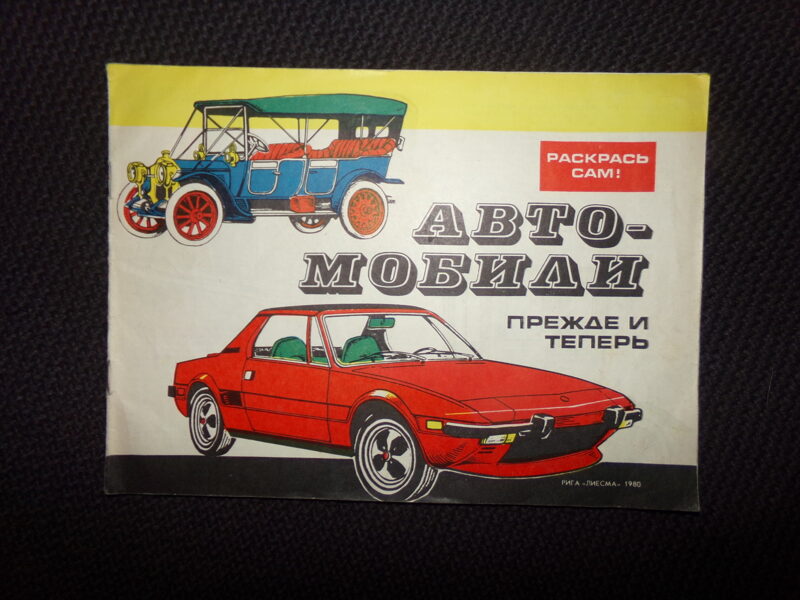 РАСКРАСЬ
САМ!
АВТО-
МОБИЛИ
ПРЕЖДЕ И
ТЕПЕРЬ
РИГА «ЛИЕСМА» 1980